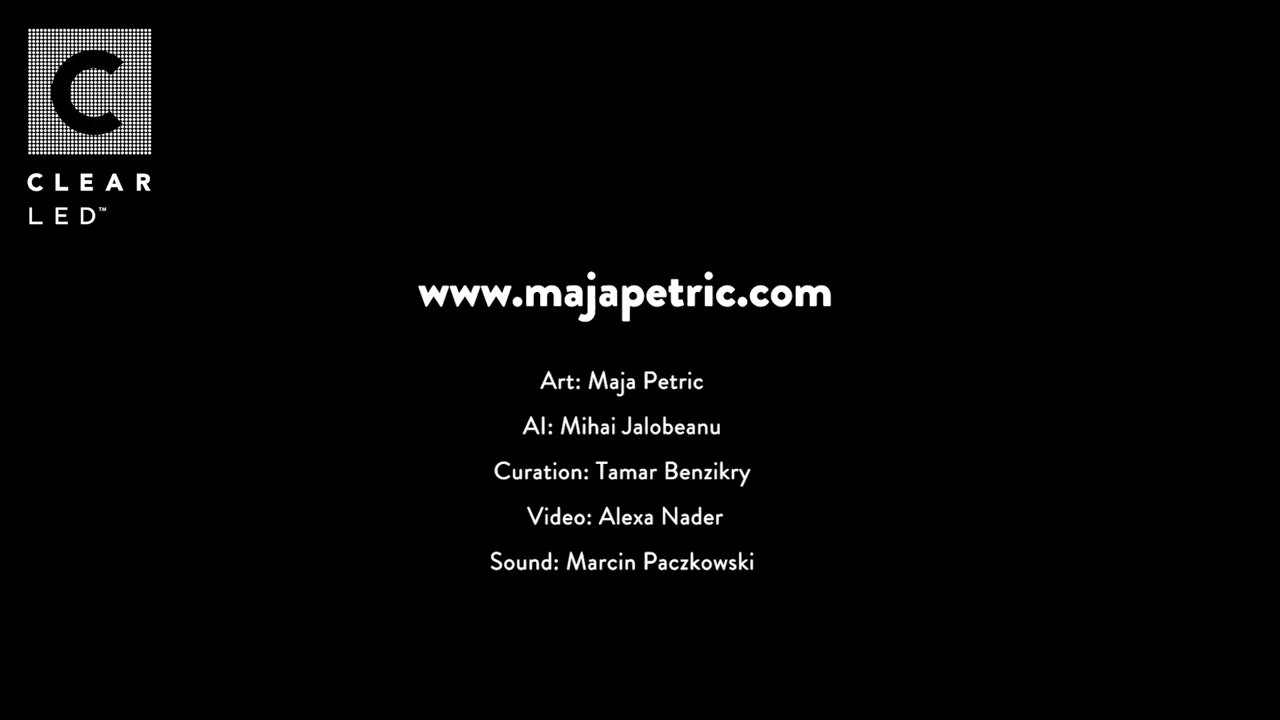 C
CLEAR
LED™
www.majapetric.com
Art: Maja Petric
AI: Mihai Jalobeanu
Curation: Tamar Benzikry
Video: Alexa Nader
Sound: Marcin Paczkowski